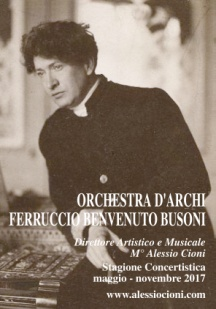 ORCHESTRA D'ARCHI
FERRUCCIO BENVENUTO BUSONI
Direttore Artistico e Musicale
M° Alessio Cioni
Stagione Concertistica
maggio - novembre 2017
www.alessiocioni.com